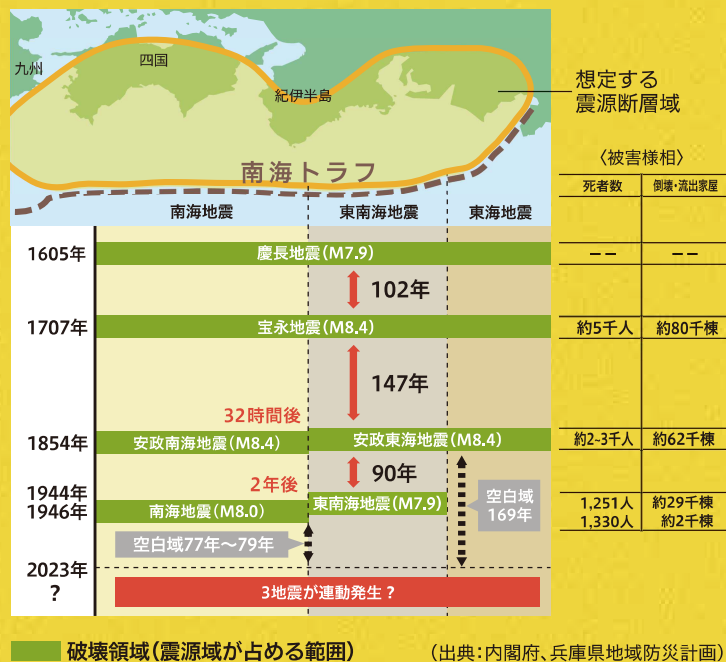 九州
四国
紀伊半島
想定する
震源断層域
南海トラフ
〈被害様相〉
死者数 倒壊・流出家屋
南海地震 東南海地震 東海地震
1605年 慶長地震(M7.9) −− −−
102年
1707年 宝永地震(M8.4) 約5千人 約80千棟
147年
32時間後
1854年 安政南海地震(M8.4) 安政東海地震(M8.4) 約2~3千人 約62千棟
90年
2年後
1944年 東南海地震(M7.9) 1,251人 約29千棟
1946年 南海地震(M8.0) 1,330人 約2千棟
空白域
169年
空白域77年〜79年
2023年
?
3地震が連動発生?
破壊領域(震源域が占める範囲)
(出典:内閣府、兵庫県地域防災計画)